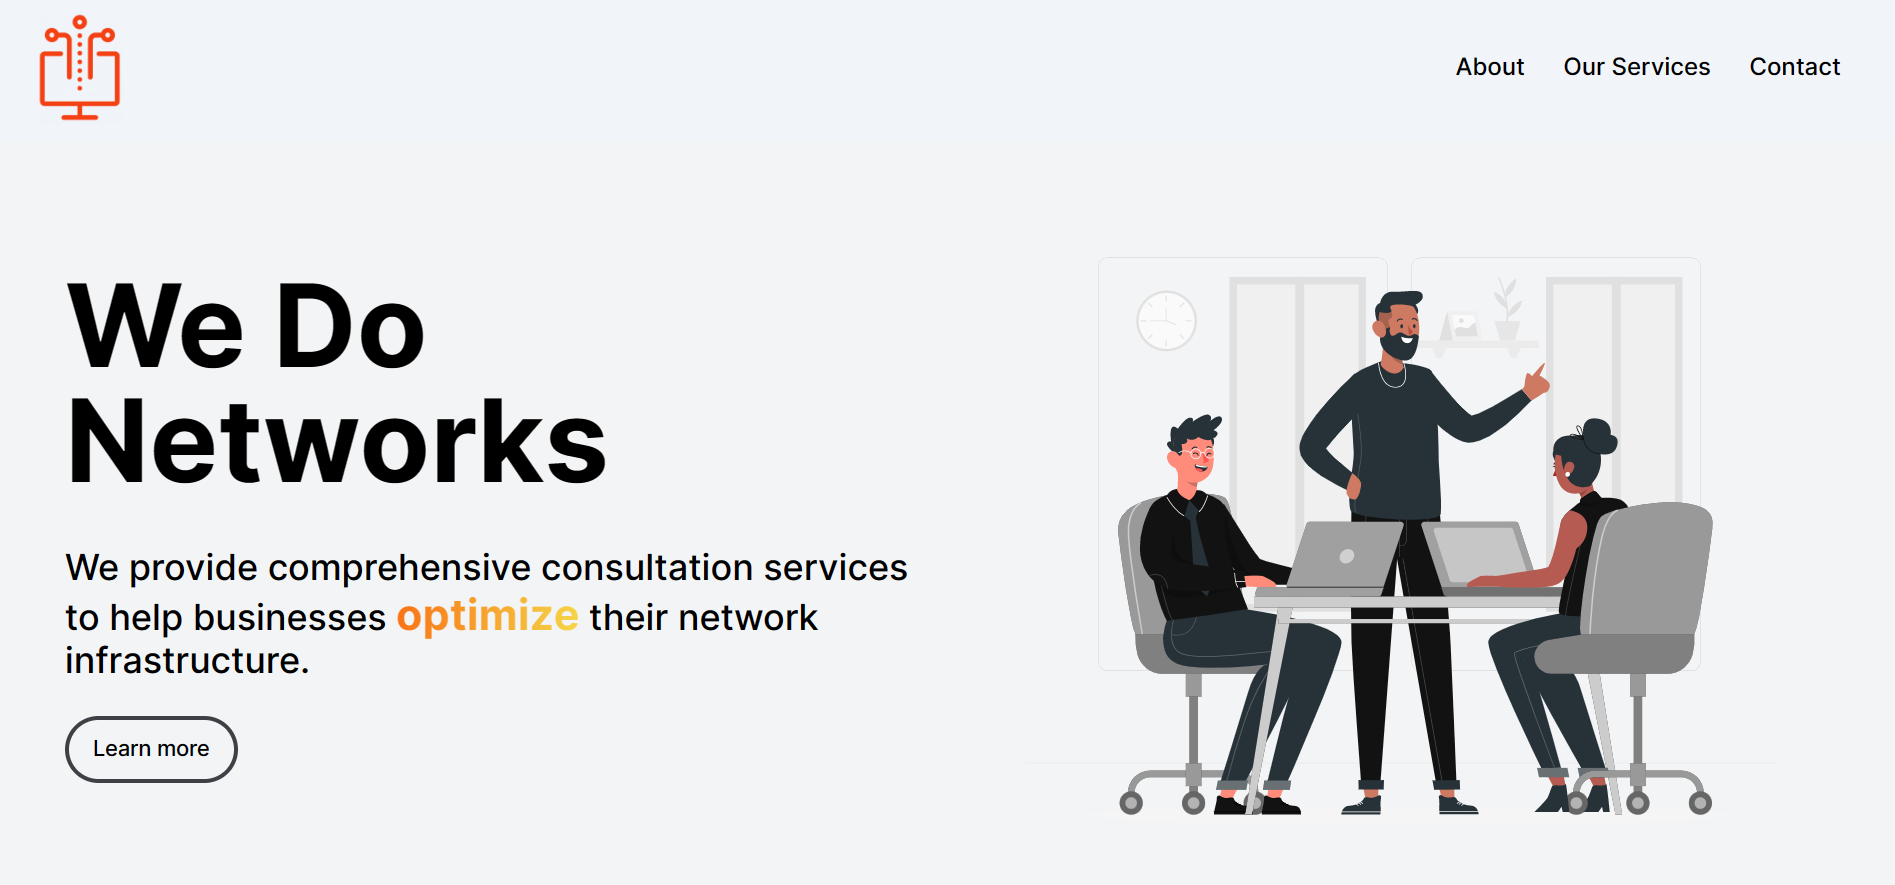 About
Our Services
Contact
We Do
Networks
We provide comprehensive consultation services
to help businesses optimize their network
infrastructure.
Learn more